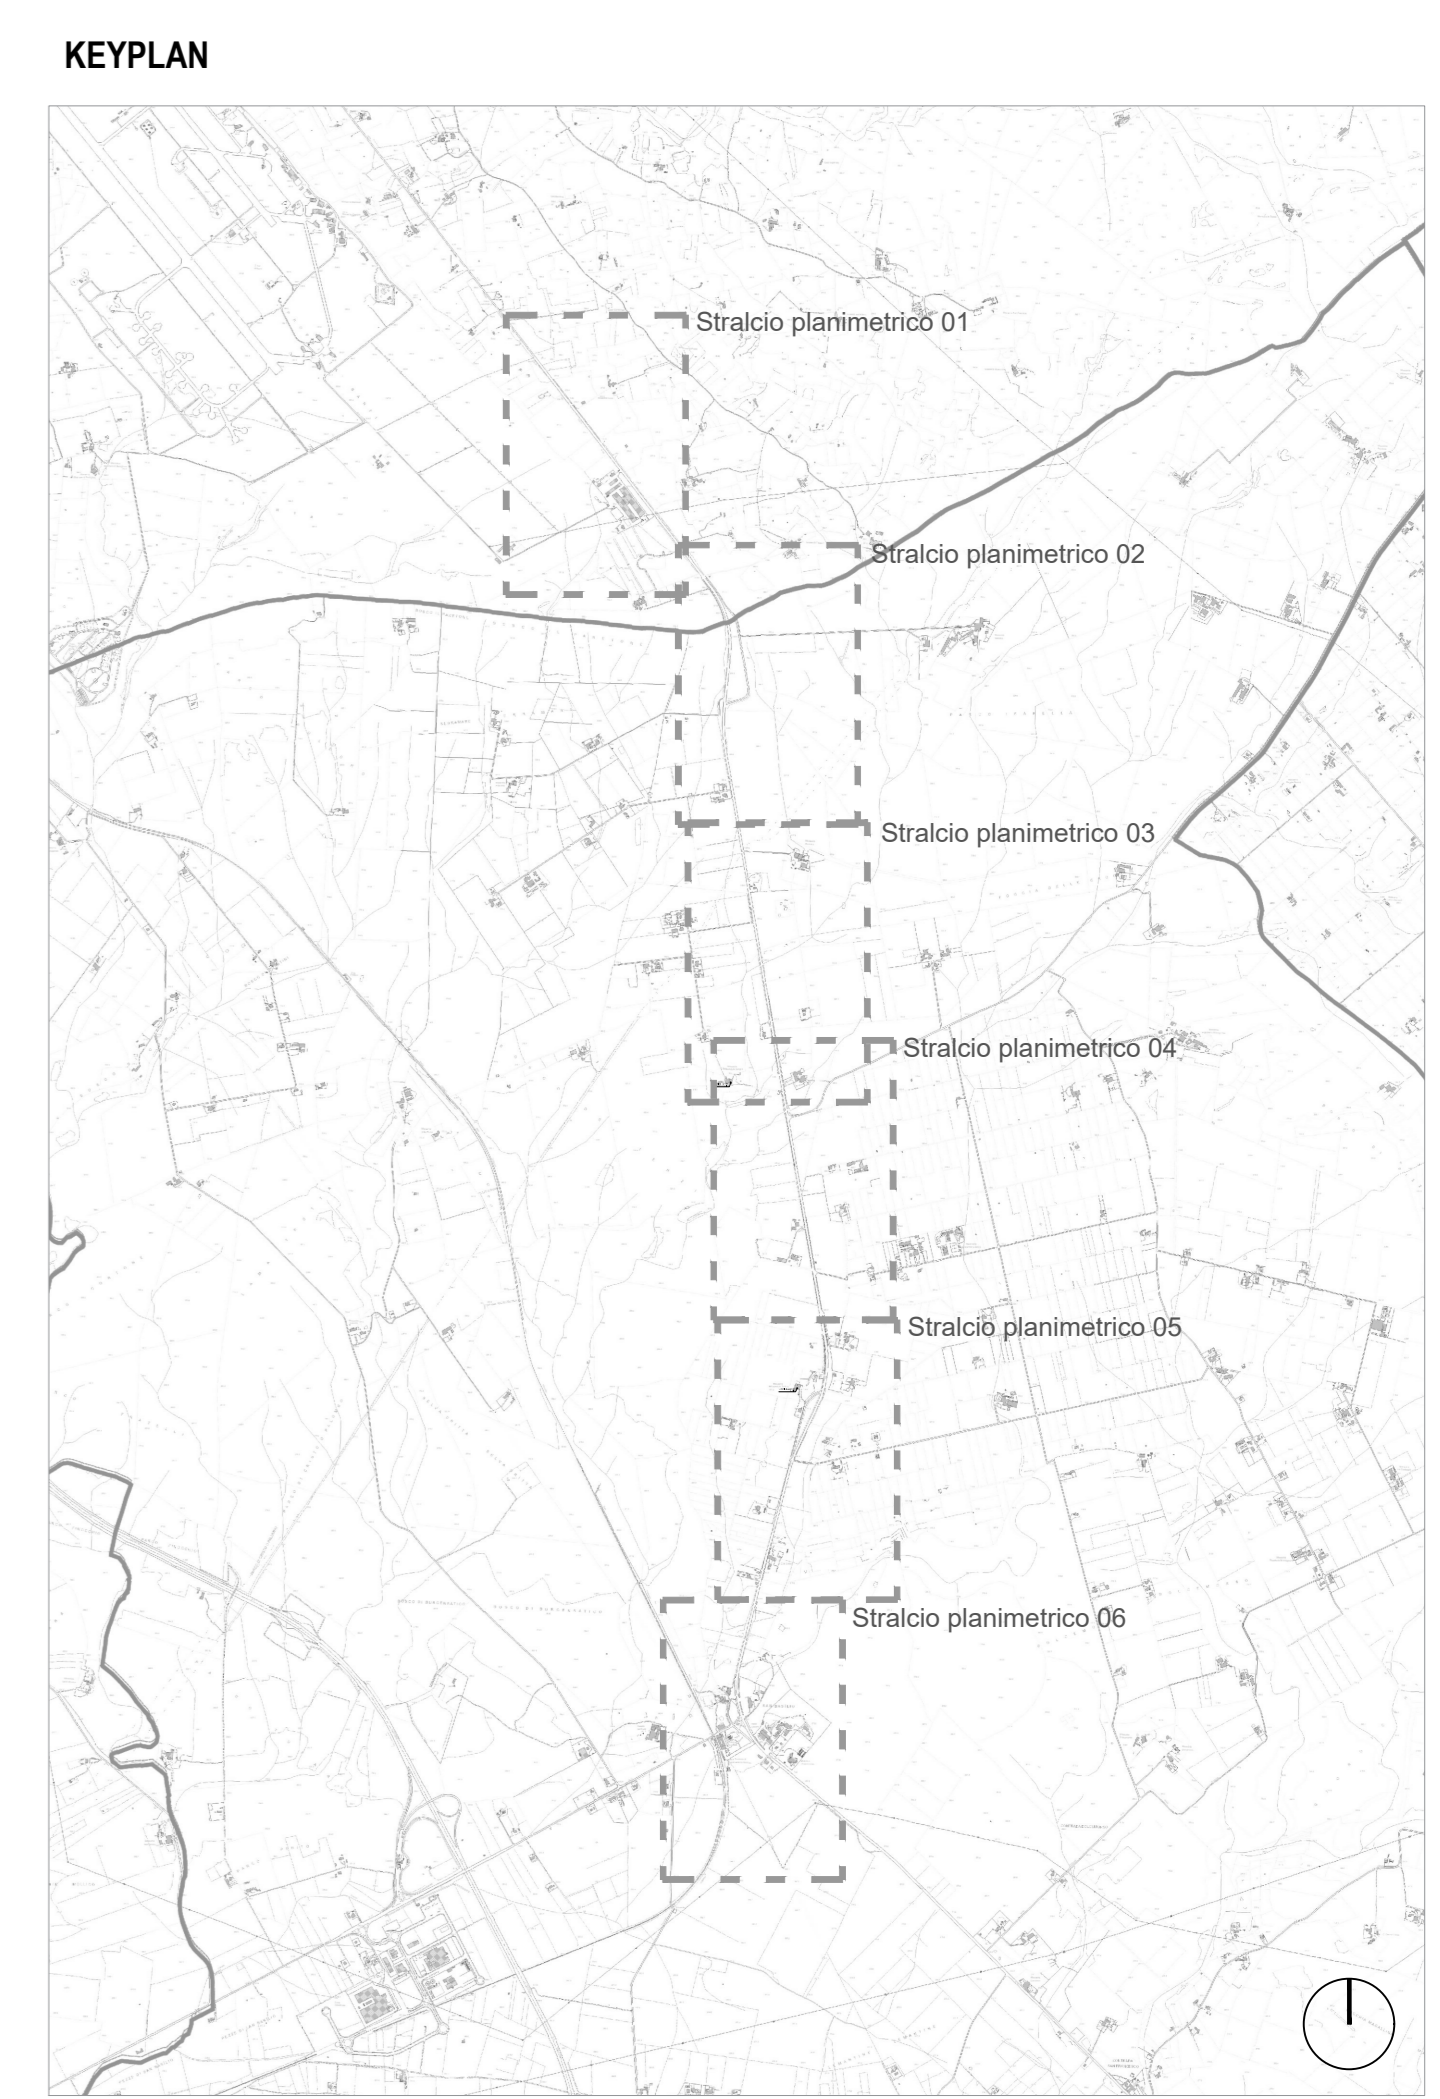 KEYPLAN
Stralcio planimetrico 01
Stralcio planimetrico 02
Stralcio planimetrico 03
Stralcio planimetrico 04
Stralcio planimetrico 05
Stralcio planimetrico 06